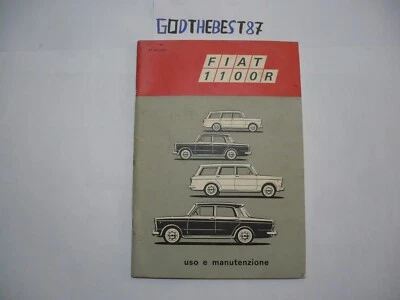 GODTHEBEST87
FIAT
1100R
uso e manutenzione